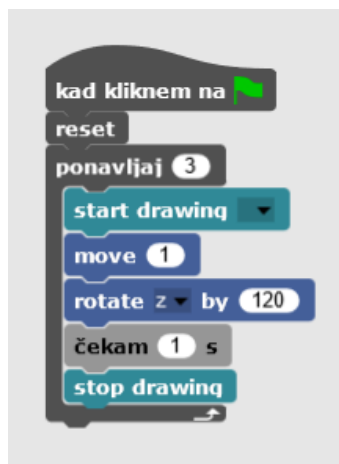 kad kliknem na
reset
ponavljaj 3
start drawing
move 1
rotate z by 120
čekam 1 s
stop drawing